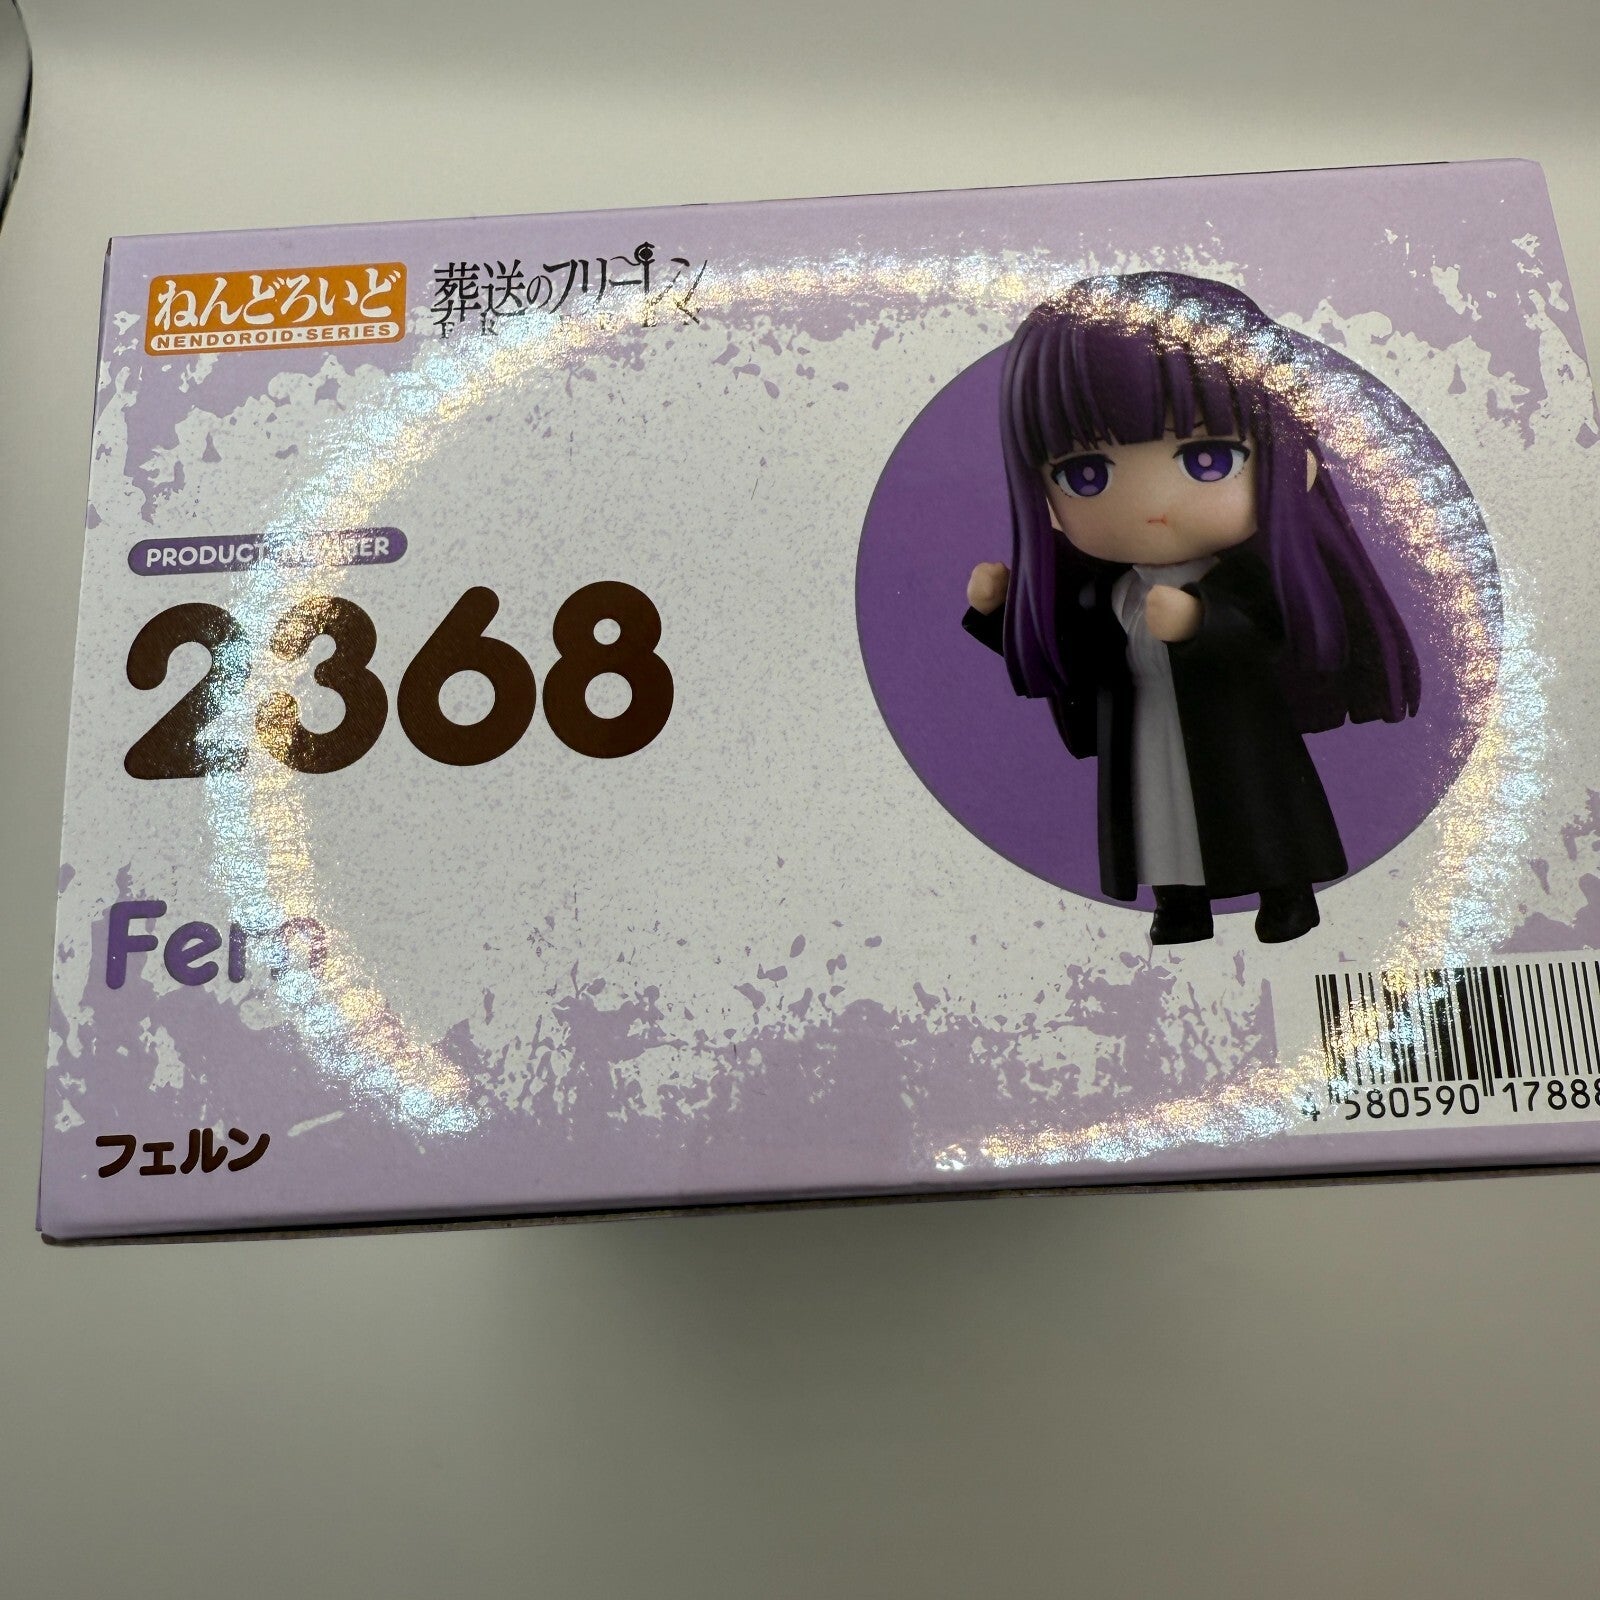 ねんどろいど
NENDOROID·SERIES
葬送のフリーレン
FRIEREN
PRODUCT NUMBER
2368
Fern
フェルン
4 580590 17888